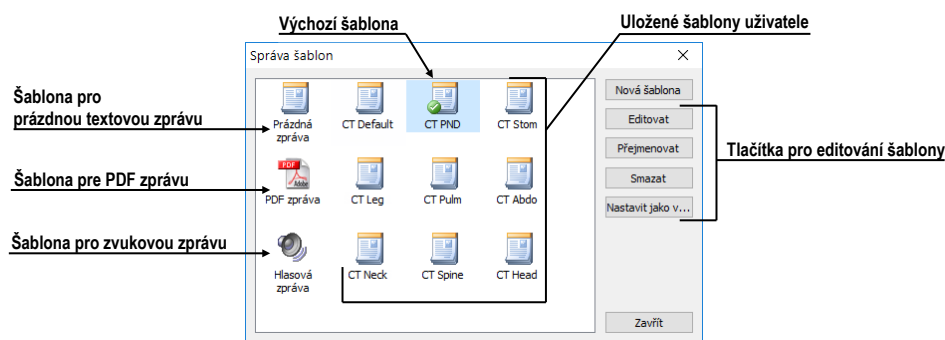 Výchozí šablona
Uložené šablony uživatele
Správa šablon
Šablona pro
prázdnou textovou zprávu
Šablona pre PDF zprávu
Šablona pro zvukovou zprávu
Prázdná
zpráva
CT Default
CT PND
CT Stom
PDF
Adobe
PDF zpráva
CT Leg
CT Pulm
CT Abdo
Hlasová
zpráva
CT Neck
CT Spine
CT Head
Nová šablona
Editovat
Přejmenovat
Smazat
Nastavit jako v...
Zavřít
Tlačítka pro editování šablony